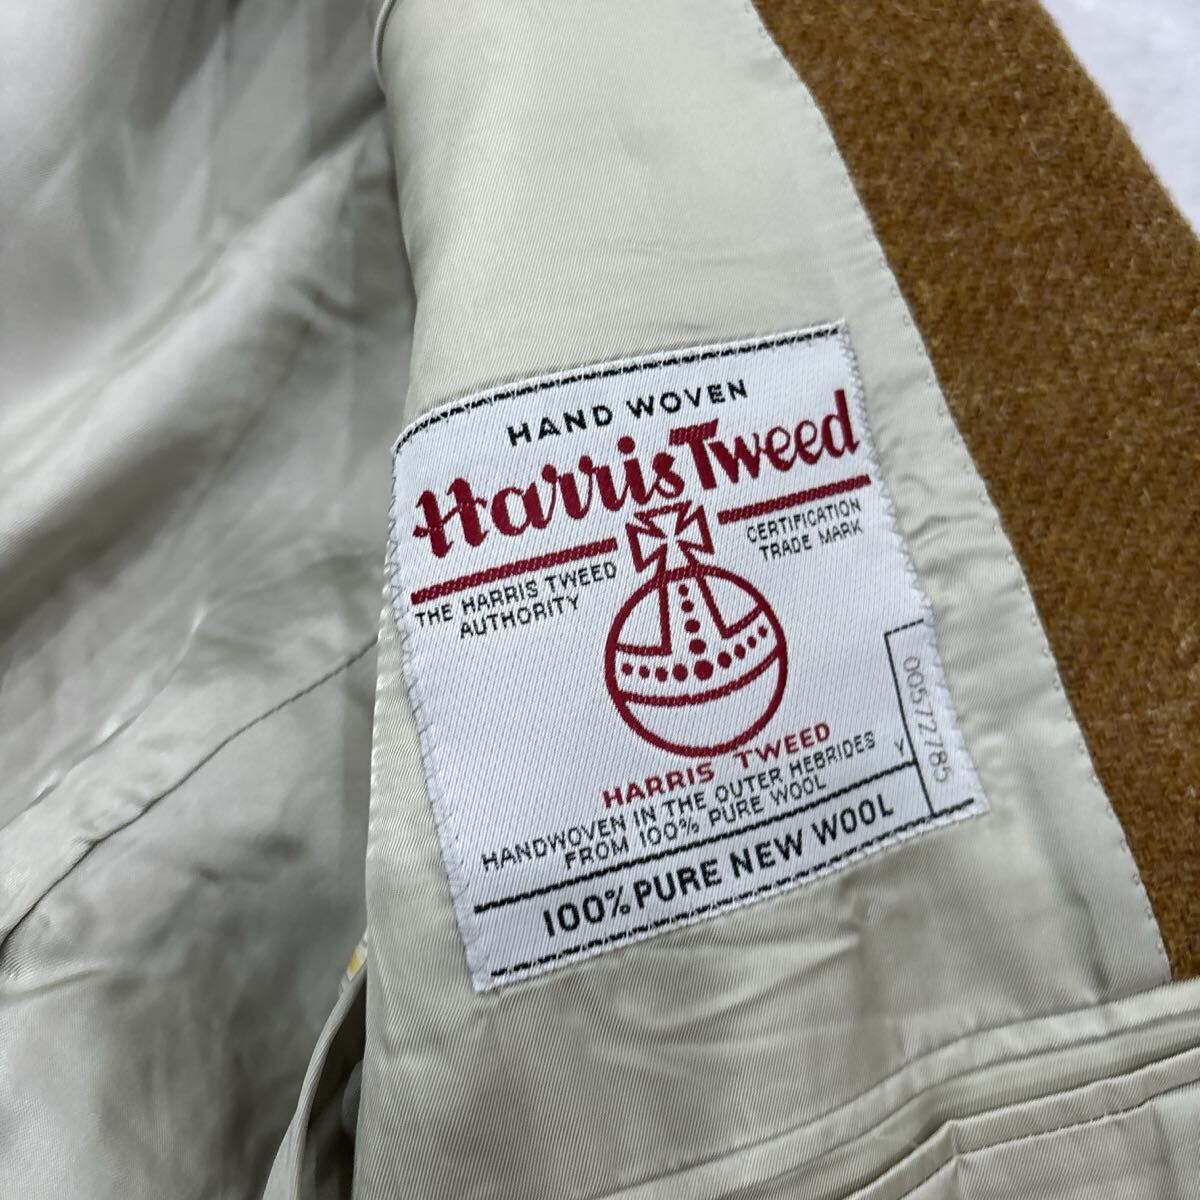 HAND WOVEN
Harris Tweed
THE HARRIS TWEED
AUTHORITY
CERTIFICATION
TRADE MARK
HARRIS TWEED
HANDWOVEN IN THE OUTER HEBRIDES
FROM 100% PURE WOOL
Y
00577785
100% PURE NEW WOOL